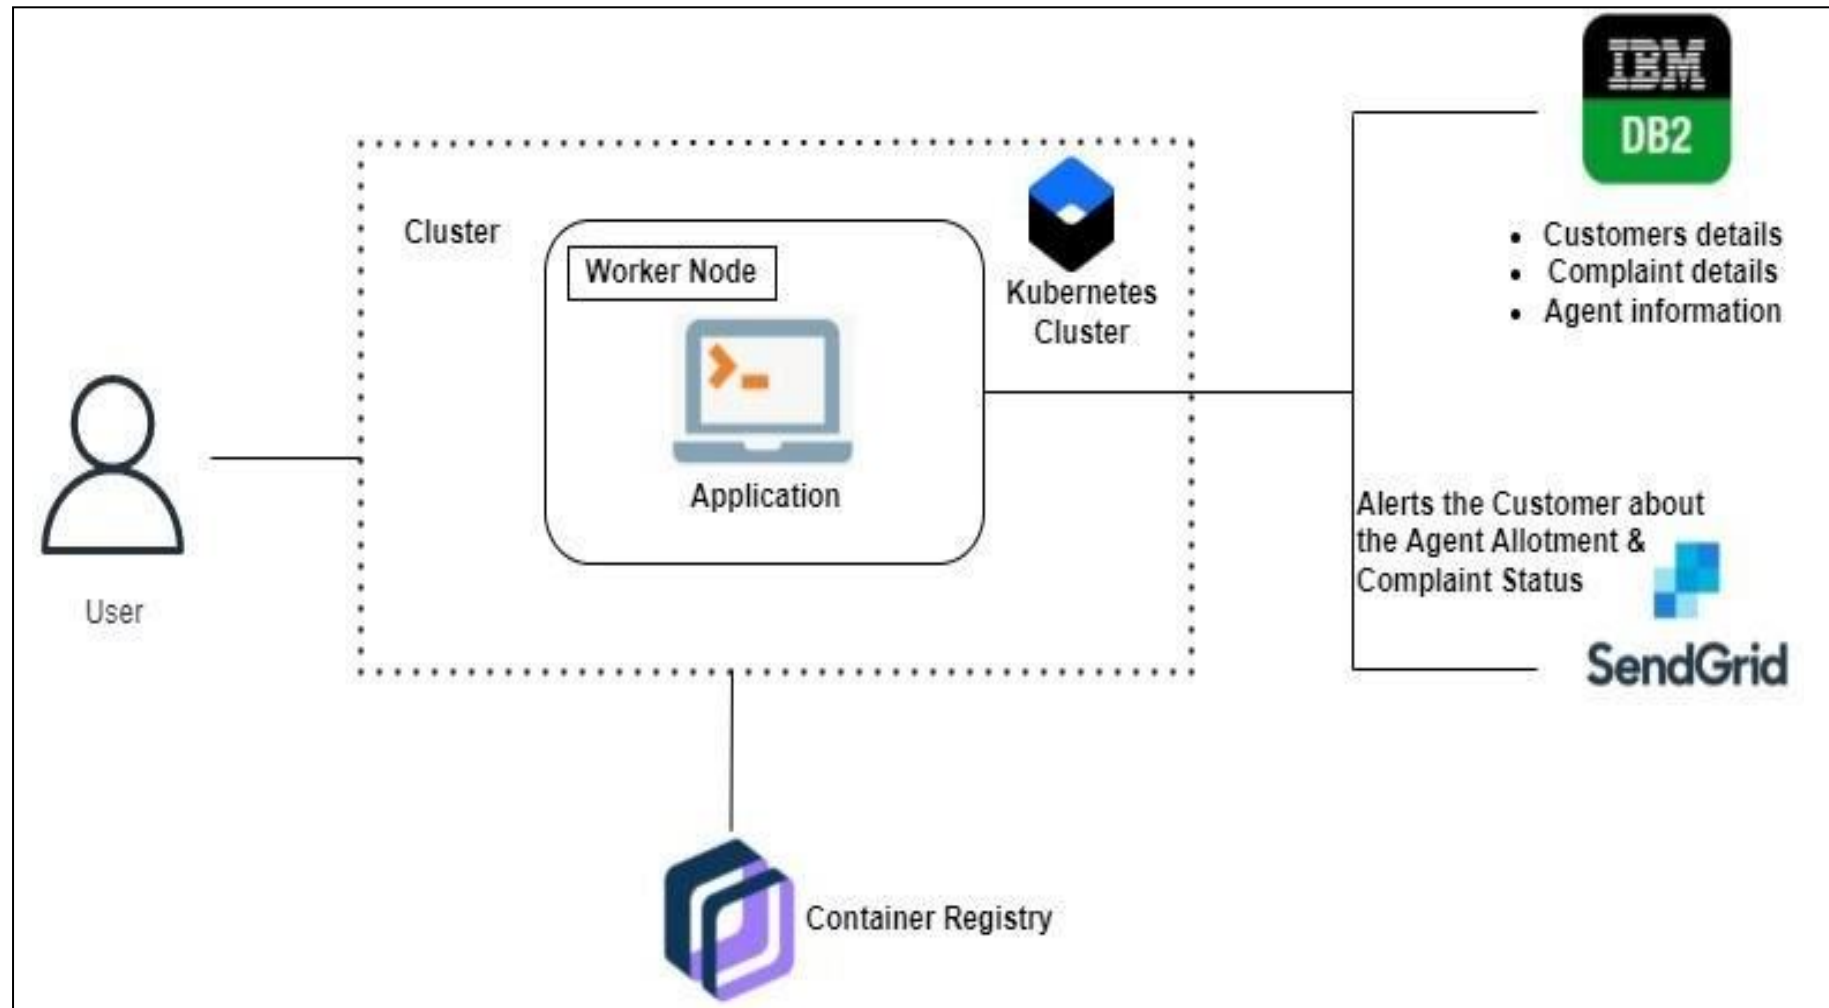 IBM
DB2
• Customers details
• Complaint details
• Agent information
Cluster
Worker Node
Application
Kubernetes
Cluster
User
Alerts the Customer about
the Agent Allotment &
Complaint Status
SendGrid
Container Registry